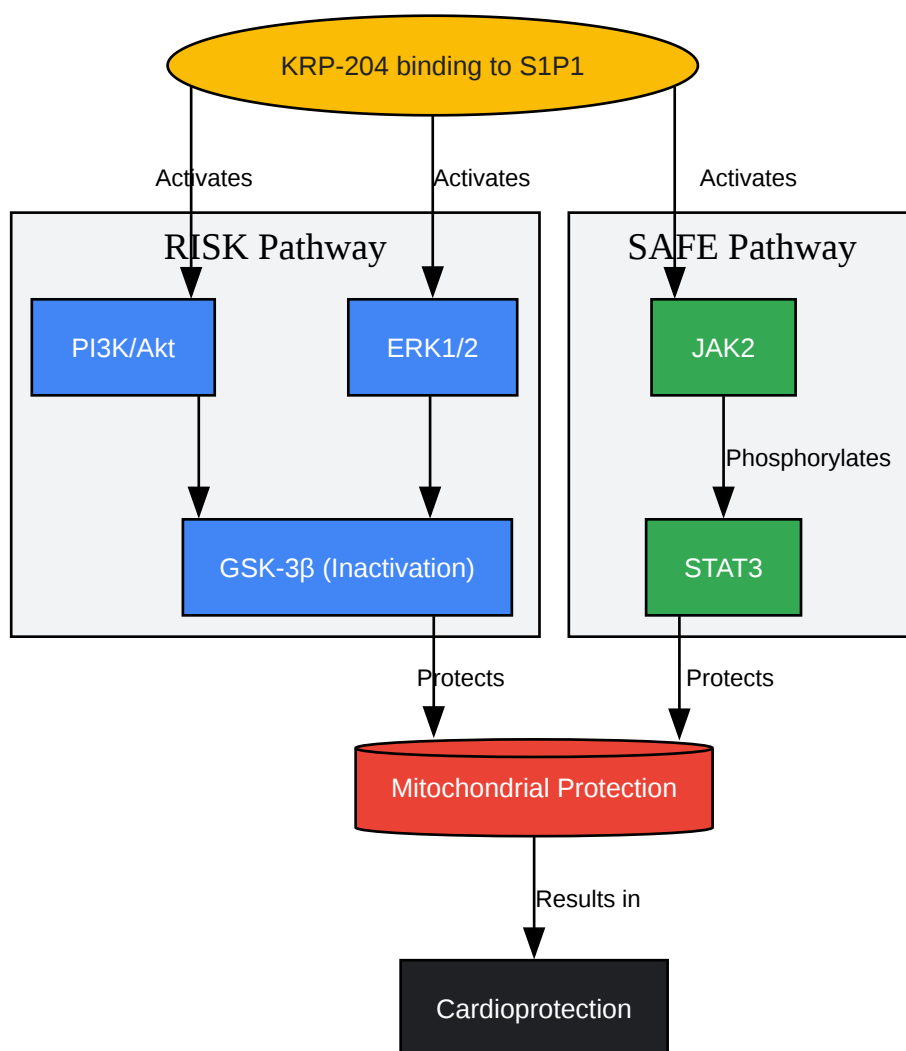 KRP-204 binding to S1P1
Activates
Activates
Activates
RISK Pathway
SAFE Pathway
PI3K/Akt
ERK1/2
JAK2
Phosphorylates
GSK-3β (Inactivation)
STAT3
Protects
Protects
Mitochondrial Protection
Results in
Cardioprotection